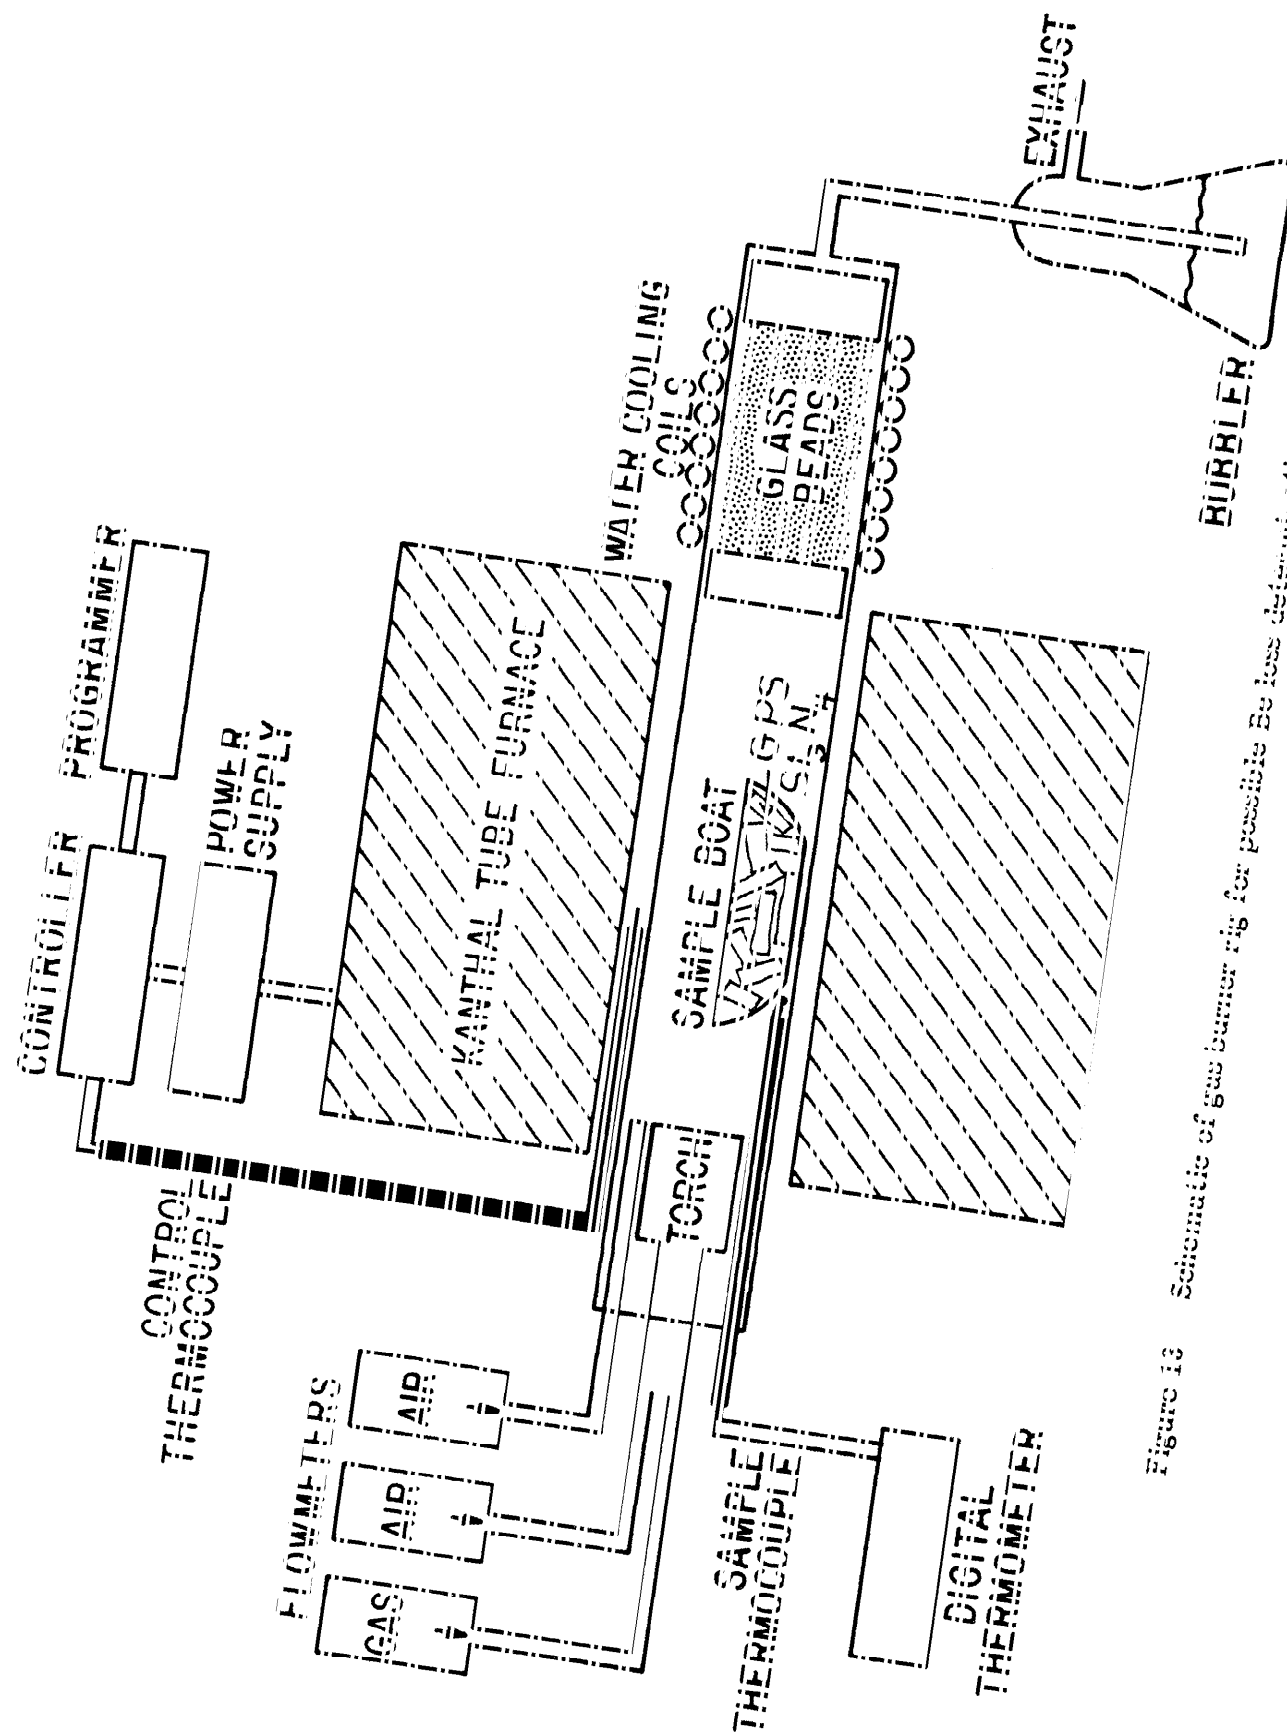 CONTROLLER
PROGRAMMER
POWER
SUPPLY
CONTROL
THERMOCOUPLE
KANTHAL TUBE FURNACE
WATER COOLING
COILS
EXHAUST
FLOWMETERS
GAS
AIR
AIR
TORCH
SAMPLE BOAT
GPS
Si3N4
GLASS
BEADS
SAMPLE
THERMOCOUPLE
DIGITAL
THERMOMETER
BUBBLER
Figure 13 Schematic of gas burner rig for possible Be loss